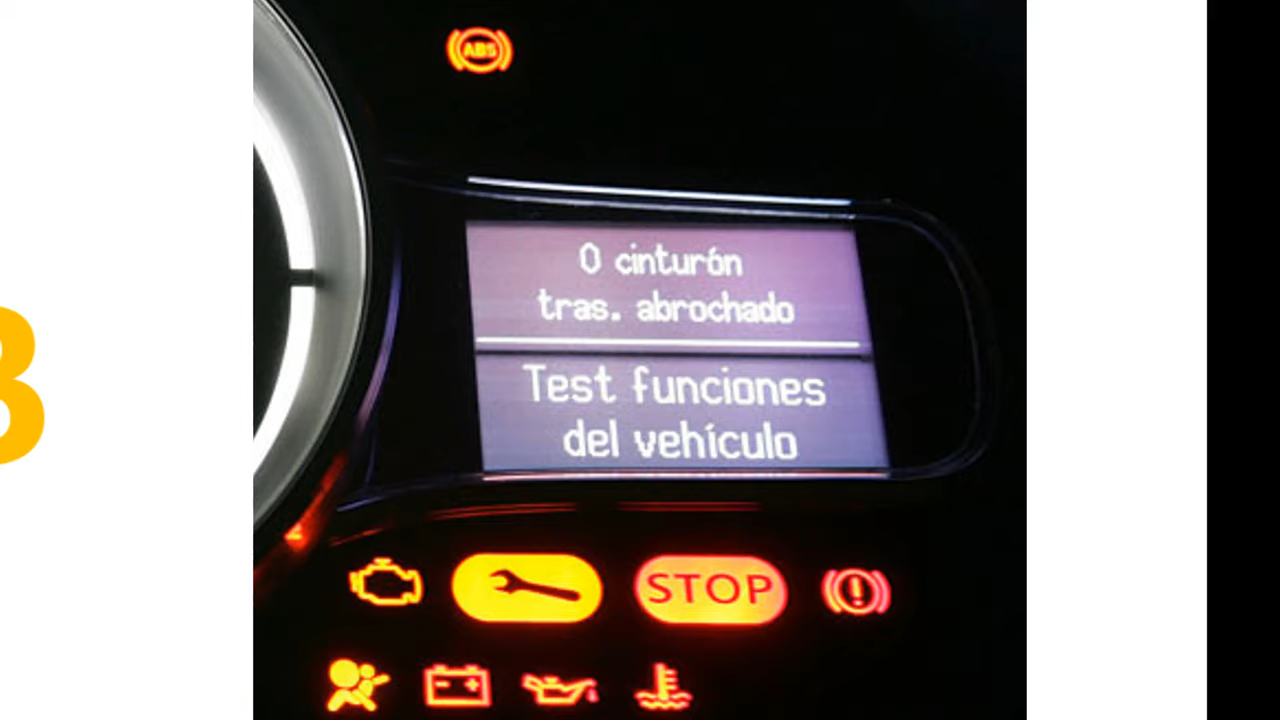 ABS
0 cinturón
tras. abrochado
Test funciones
del vehículo
STOP